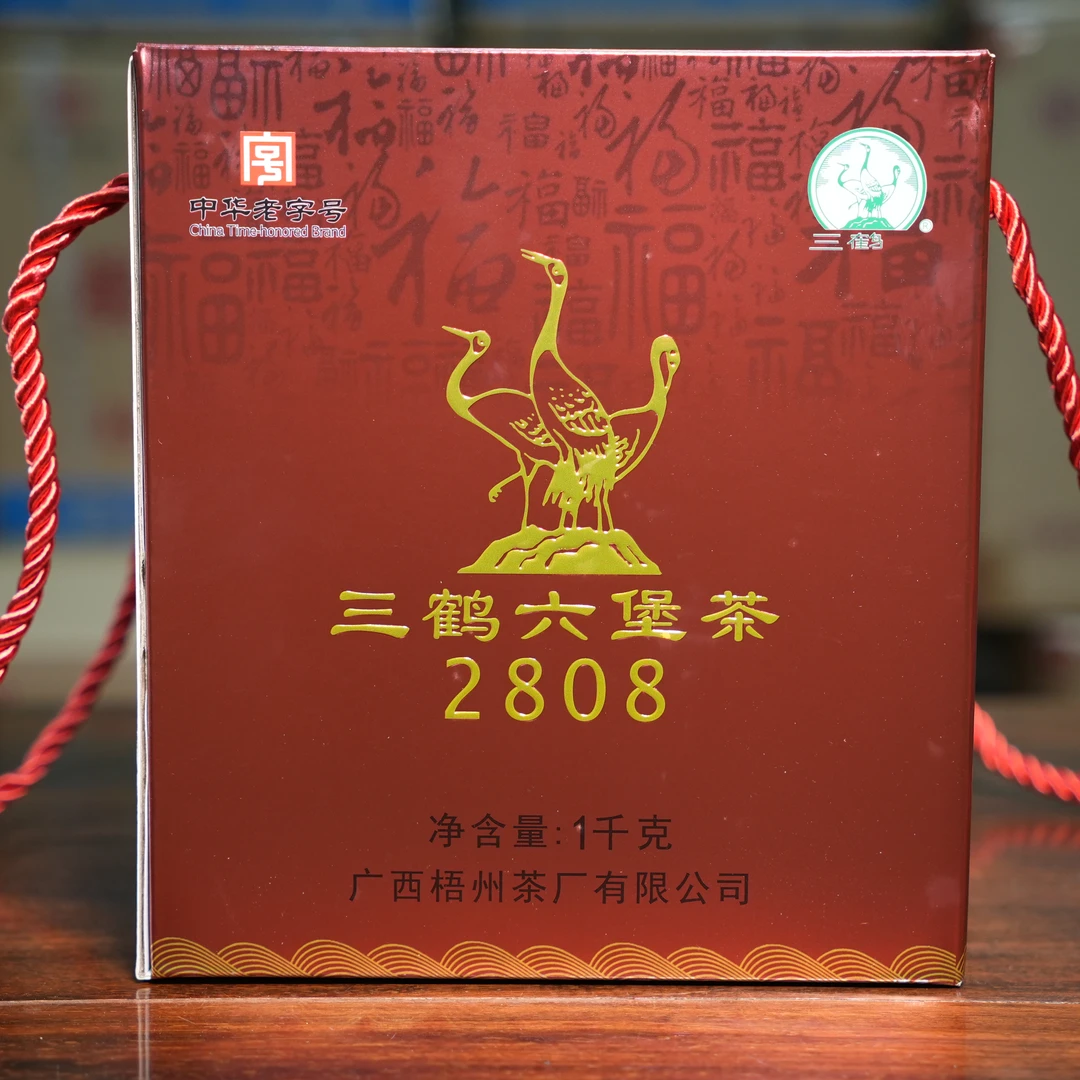 中华老字号
China Time-honored Brand
三鹤
®
三鹤六堡茶
2808
净含量:1千克
广西梧州茶厂有限公司